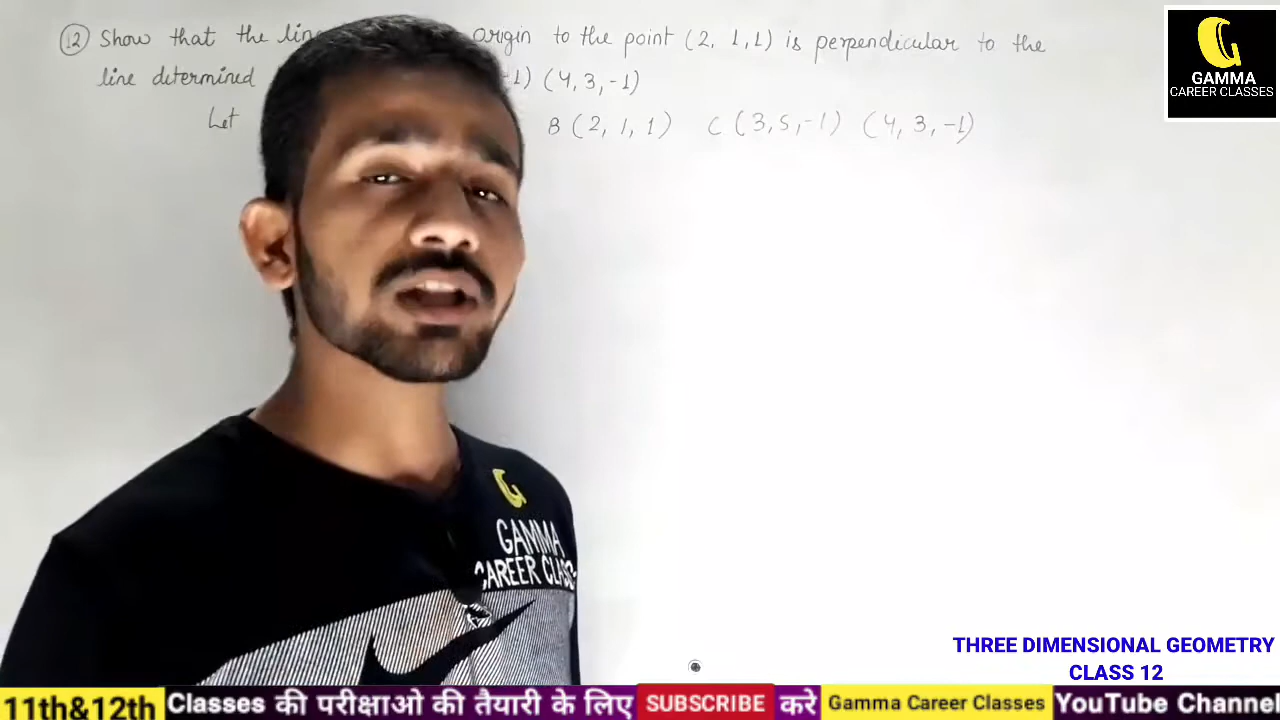 12 Show that the line origin to the point (2, 1, 1) is perpendicular to the
line determined -1) (4, 3, -1)
Let B (2, 1, 1) C (3, 5, -1) (4, 3, -1)
GAMMA
CAREER CLASSES
G
GAMMA
CAREER CLASS
THREE DIMENSIONAL GEOMETRY
CLASS 12
11th&12th Classes की परीक्षाओ की तैयारी के लिए SUBSCRIBE करे Gamma Career Classes YouTube Channel